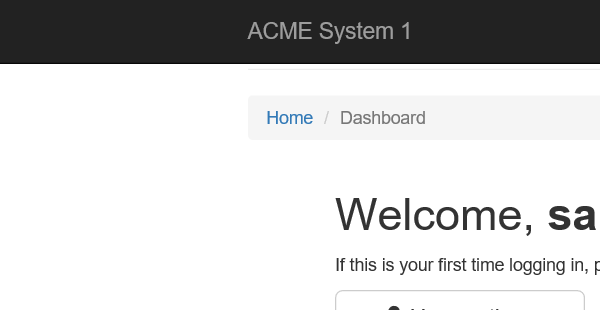 ACME System 1
Home / Dashboard
Welcome, sa
If this is your first time logging in, p